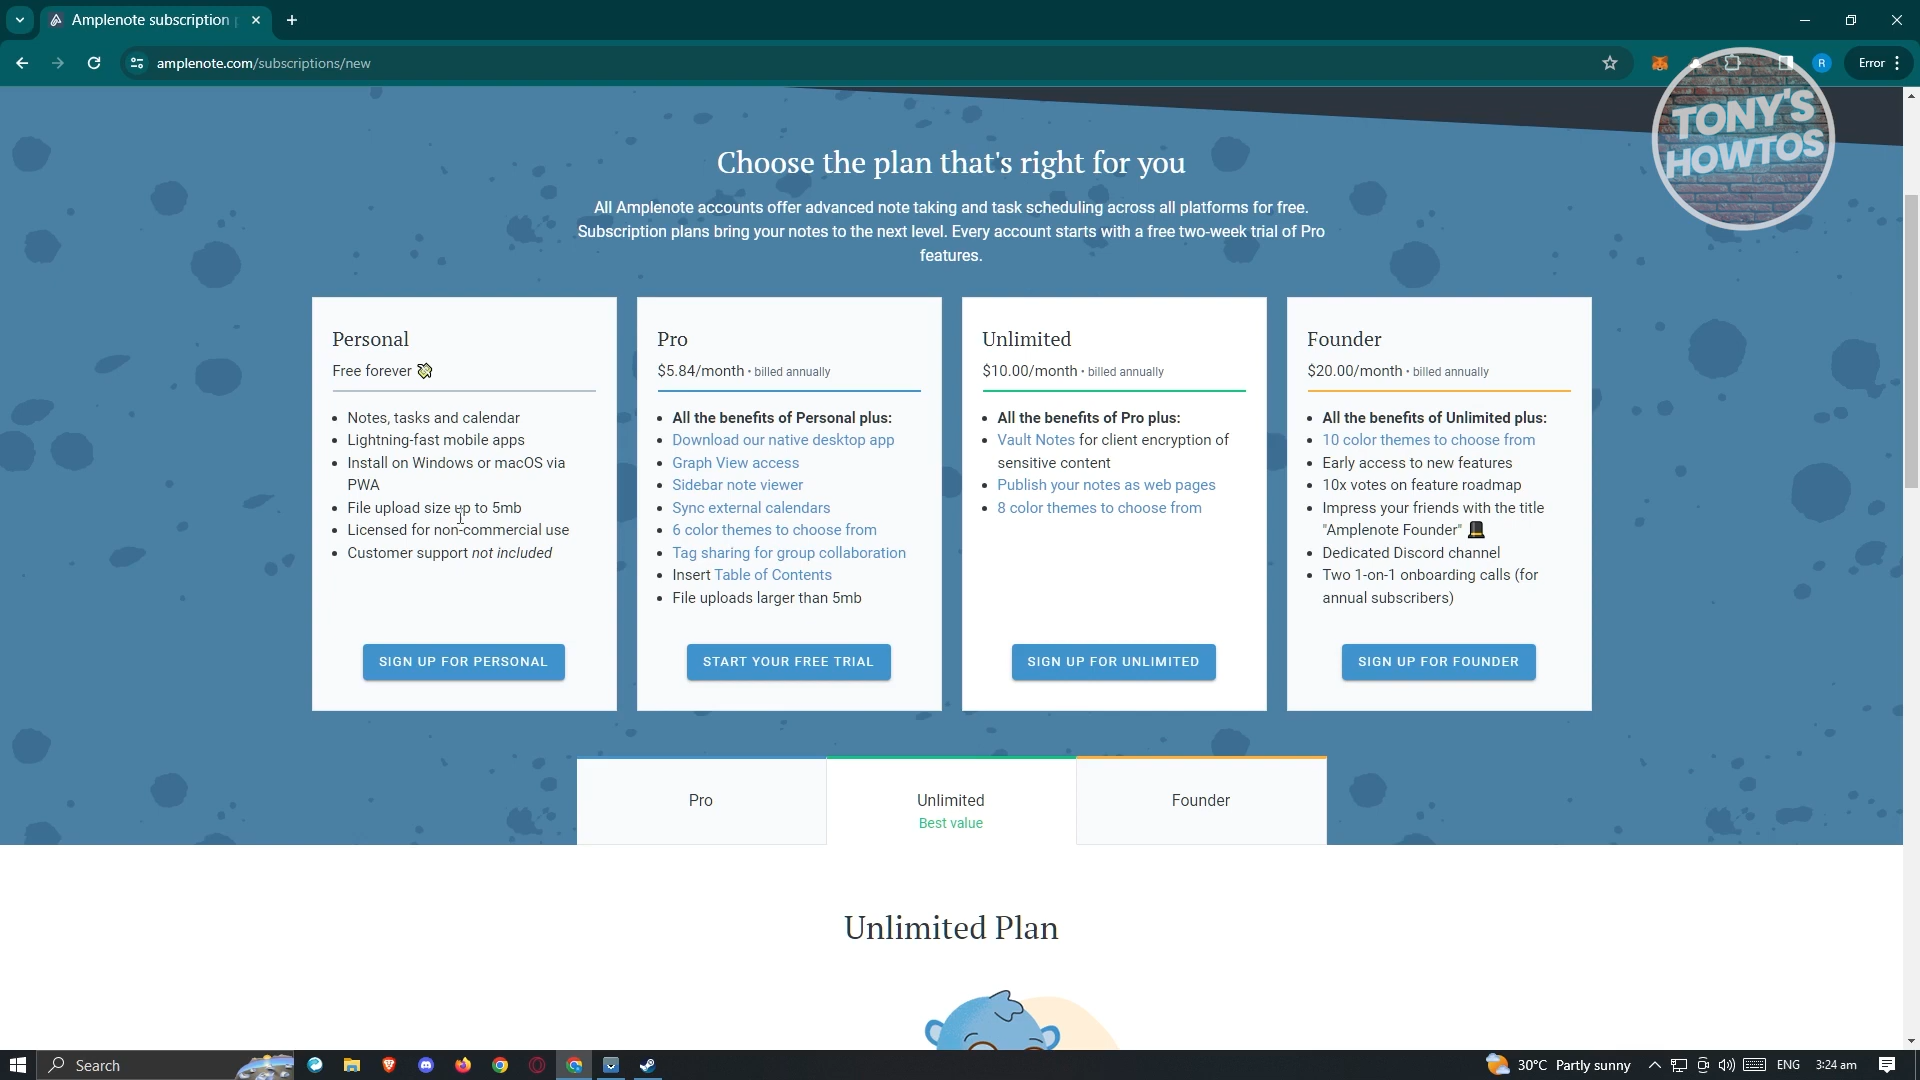 Amplenote subscription p
amplenote.com/subscriptions/new
R
Error
TONY'S
HOWTOS
Choose the plan that's right for you
All Amplenote accounts offer advanced note taking and task scheduling across all platforms for free.
Subscription plans bring your notes to the next level. Every account starts with a free two-week trial of Pro
features.
Personal
Free forever
• Notes, tasks and calendar
• Lightning-fast mobile apps
• Install on Windows or macOS via
PWA
• File upload size up to 5mb
• Licensed for non-commercial use
• Customer support not included
SIGN UP FOR PERSONAL
Pro
$5.84/month • billed annually
• All the benefits of Personal plus:
• Download our native desktop app
• Graph View access
• Sidebar note viewer
• Sync external calendars
• 6 color themes to choose from
• Tag sharing for group collaboration
• Insert Table of Contents
• File uploads larger than 5mb
START YOUR FREE TRIAL
Unlimited
$10.00/month • billed annually
• All the benefits of Pro plus:
• Vault Notes for client encryption of
sensitive content
• Publish your notes as web pages
• 8 color themes to choose from
SIGN UP FOR UNLIMITED
Founder
$20.00/month • billed annually
• All the benefits of Unlimited plus:
• 10 color themes to choose from
• Early access to new features
• 10x votes on feature roadmap
• Impress your friends with the title
"Amplenote Founder"
• Dedicated Discord channel
• Two 1-on-1 onboarding calls (for
annual subscribers)
SIGN UP FOR FOUNDER
Pro
Unlimited
Best value
Founder
Unlimited Plan
Search
30°C Partly sunny
ENG
3:24 am